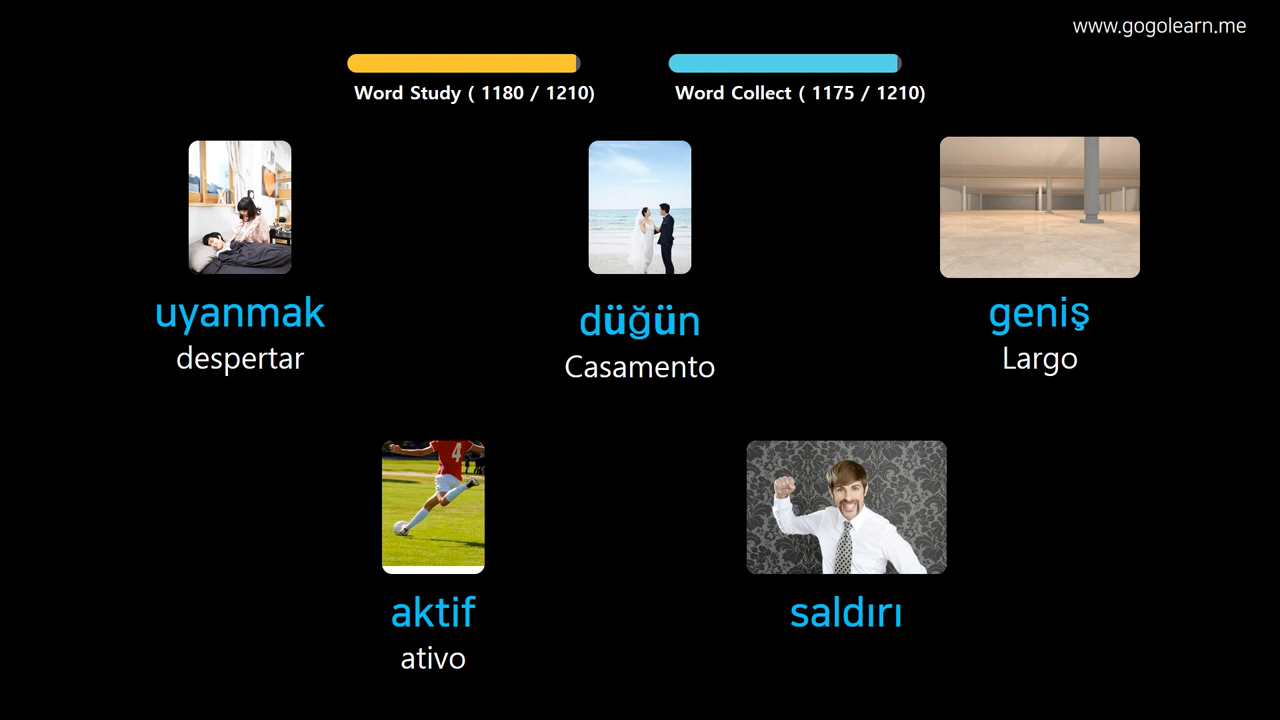 www.gogolearn.me
Word Study ( 1180 / 1210)
Word Collect ( 1175 / 1210)
uyanmak
despertar
düğün
Casamento
geniş
Largo
4
aktif
ativo
saldırı